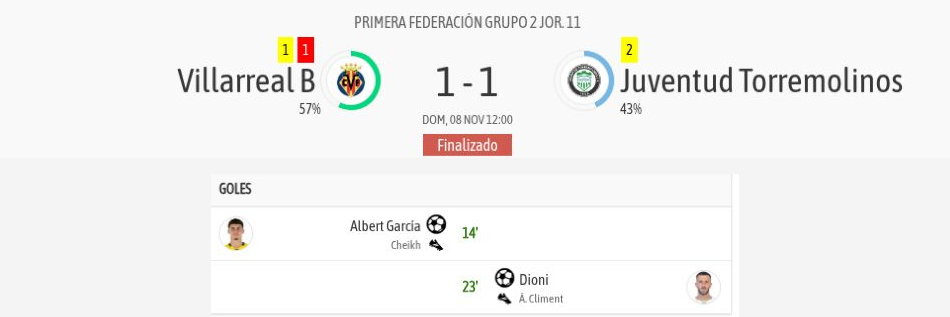 PRIMERA FEDERACIÓN GRUPO 2 JOR. 11
1 1
2
Villarreal B
1 - 1
Juventud Torremolinos
57%
43%
DOM, 08 NOV 12:00
Finalizado
GOLES
Albert García
14'
Cheikh
23'
Dioni
Á. Climent